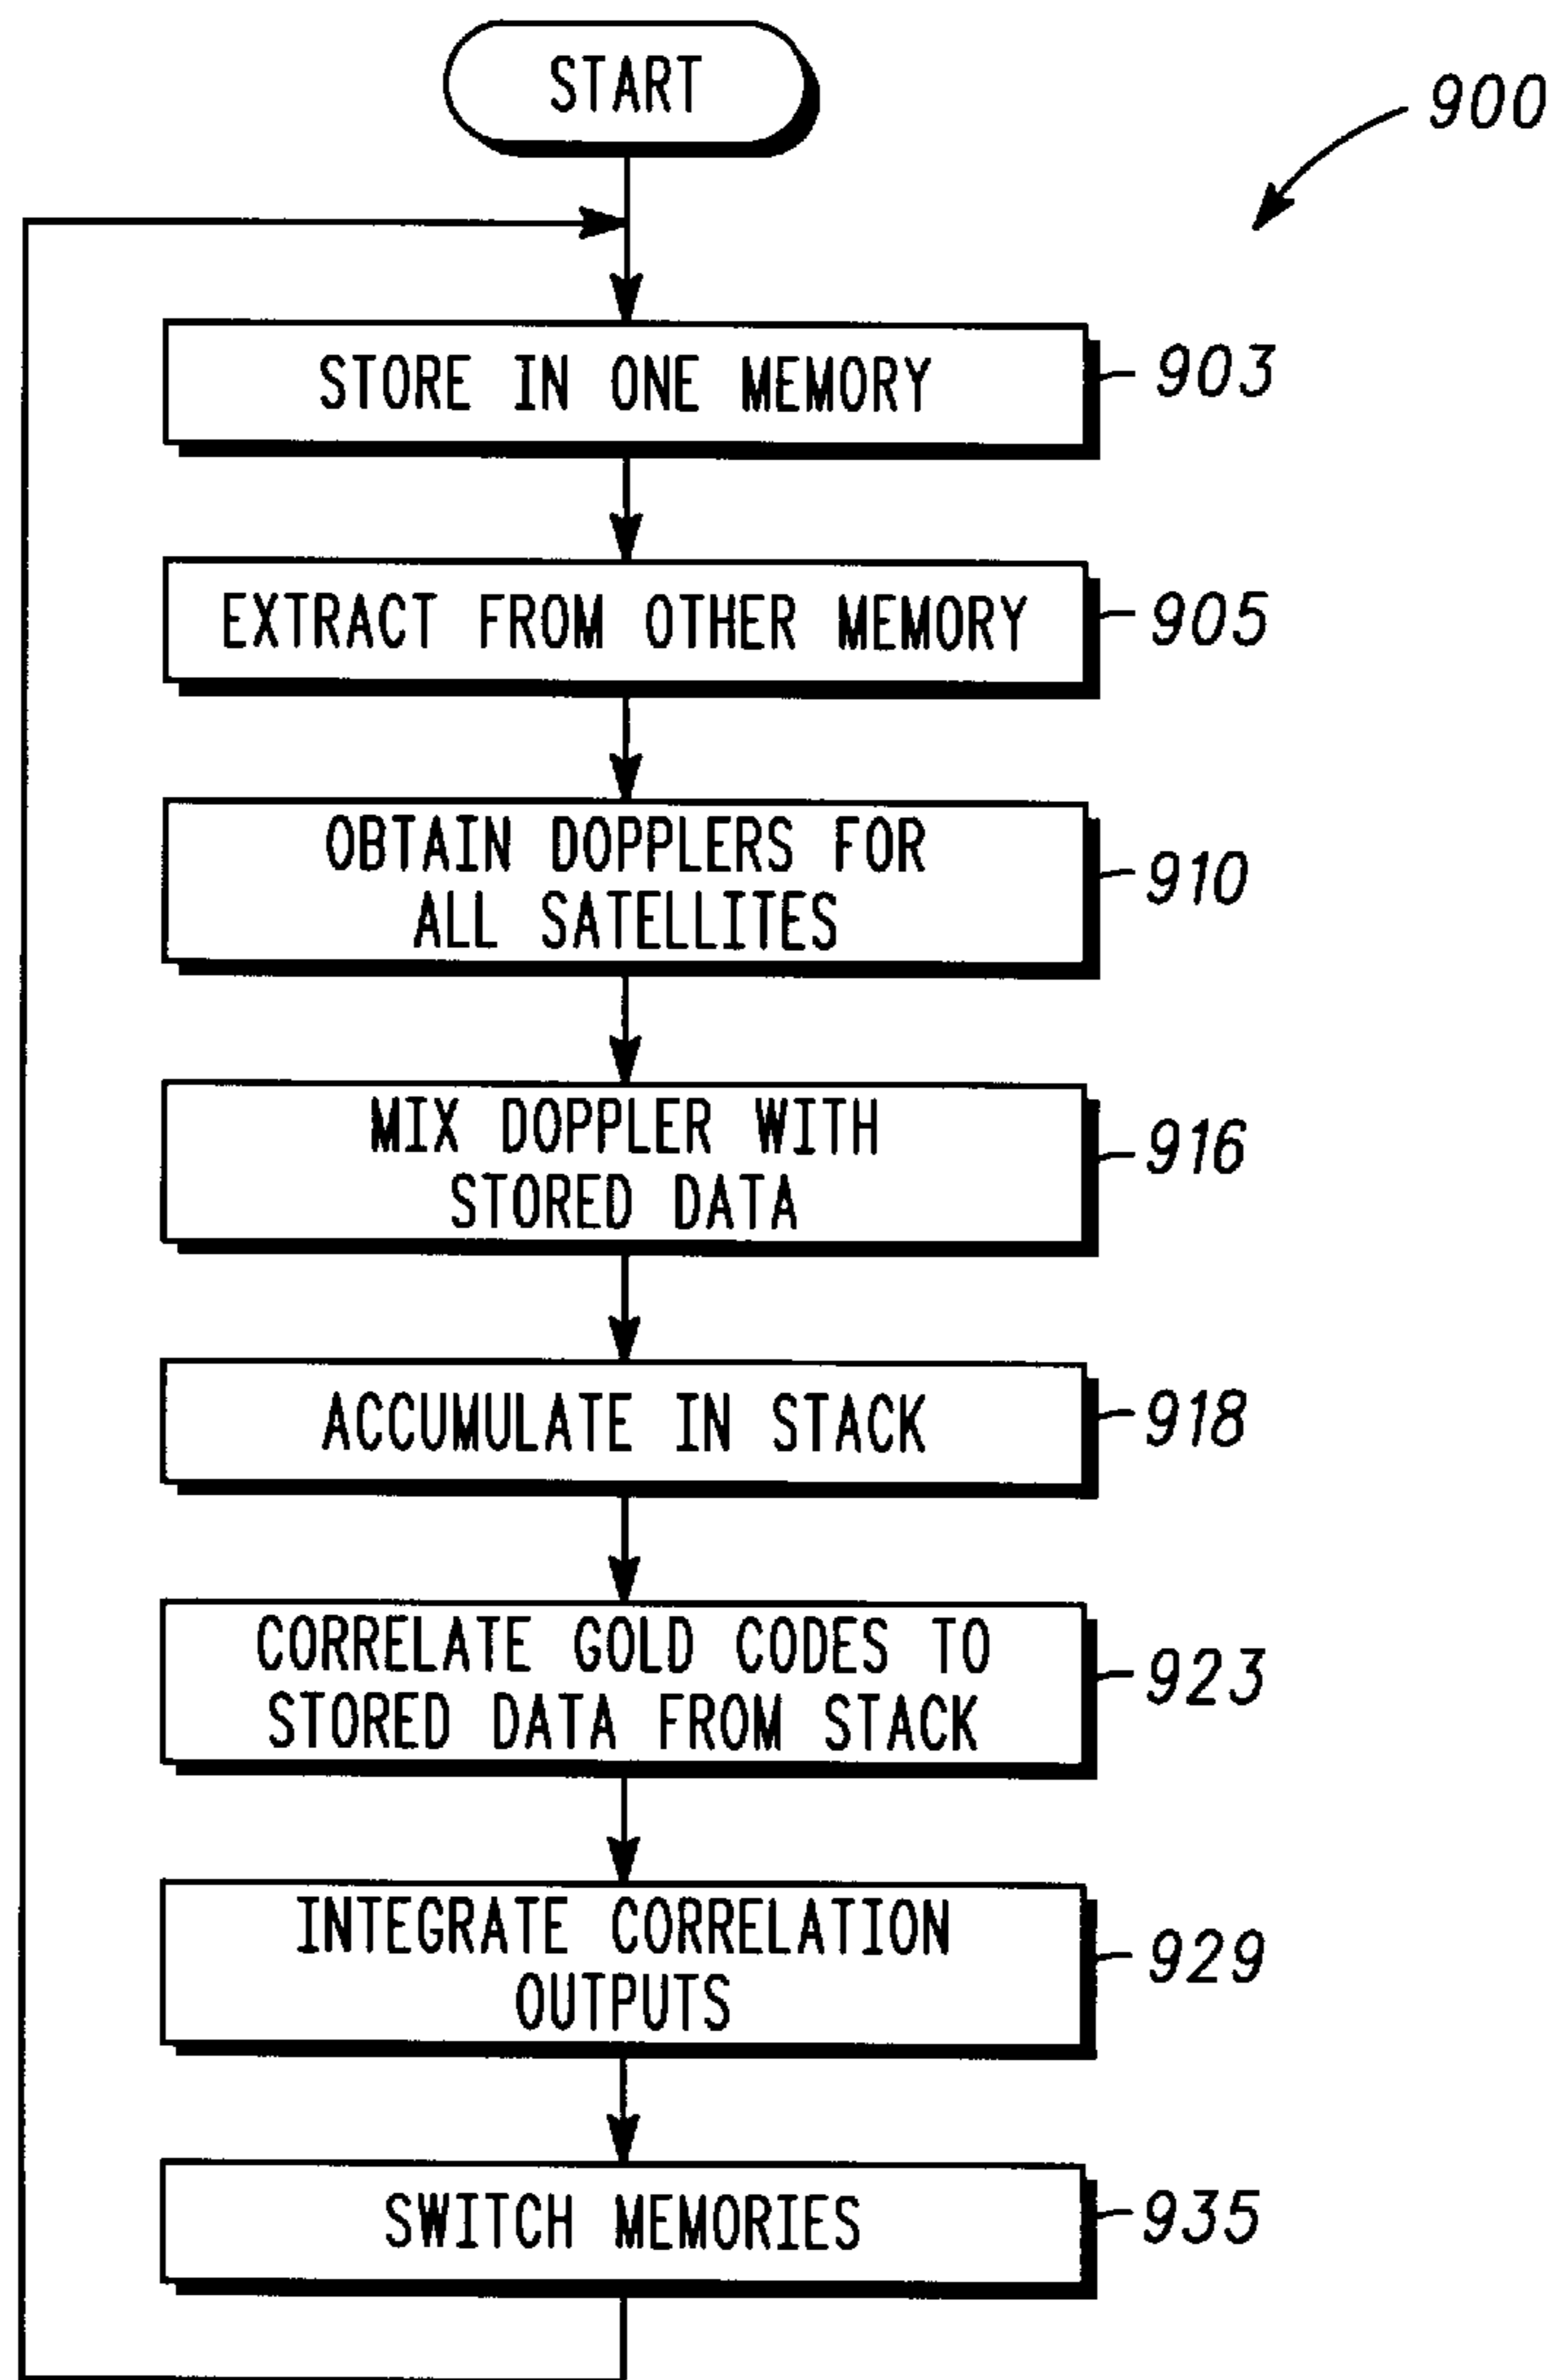 START
900
STORE IN ONE MEMORY
903
EXTRACT FROM OTHER MEMORY
905
OBTAIN DOPPLERS FOR
ALL SATELLITES
910
MIX DOPPLER WITH
STORED DATA
916
ACCUMULATE IN STACK
918
CORRELATE GOLD CODES TO
STORED DATA FROM STACK
923
INTEGRATE CORRELATION
OUTPUTS
929
SWITCH MEMORIES
935